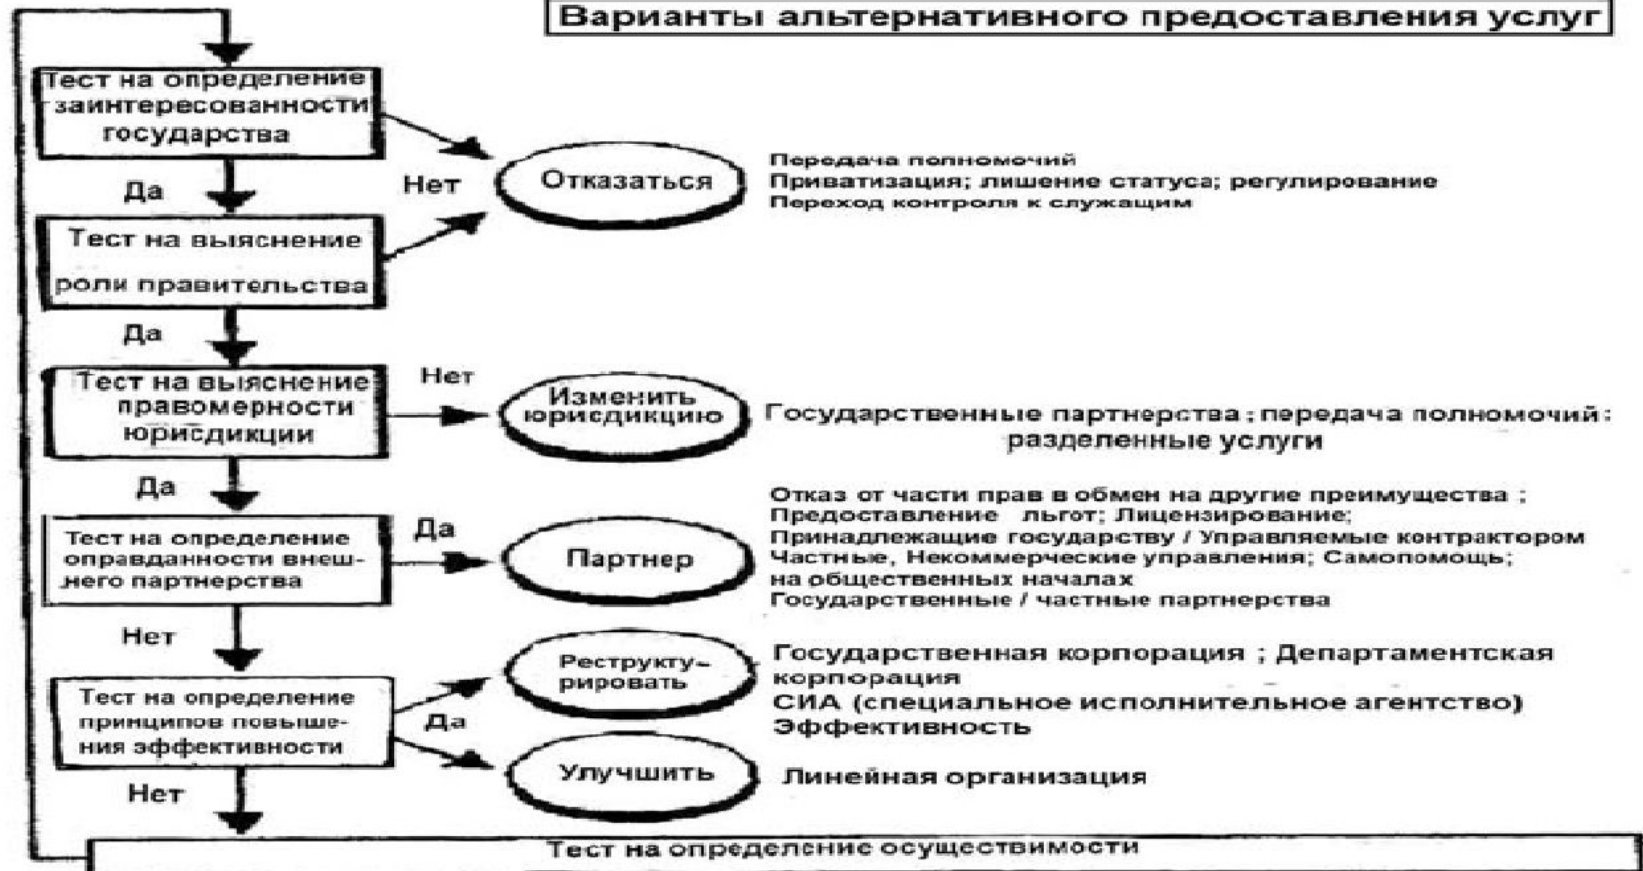 Варианты альтернативного предоставления услуг
Тест на определение
заинтересованности
государства
Да
Нет
Отказаться
Передача полномочий
Приватизация; лишение статуса; регулирование
Переход контроля к служащим
Тест на выяснение
роли правительства
Да
Тест на выяснение
правомерности
юрисдикции
Нет
Изменить
юрисдикцию
Государственные партнерства ; передача полномочий :
разделенные услуги
Да
Тест на определение
оправданности внеш-
него партнерства
Да
Партнер
Отказ от части прав в обмен на другие преимущества ;
Предоставление льгот; Лицензирование;
Принадлежащие государству / Управляемые контрактором
Частные, Некоммерческие управления; Самопомощь;
на общественных началах
Государственные / частные партнерства
Нет
Тест на определение
принципов повыше-
ния эффективности
Да
Реструкту-
рировать
Государственная корпорация ; Департаментская
корпорация
СИА (специальное исполнительное агентство)
Эффективность
Улучшить
Линейная организация
Нет
Тест на определение осуществимости